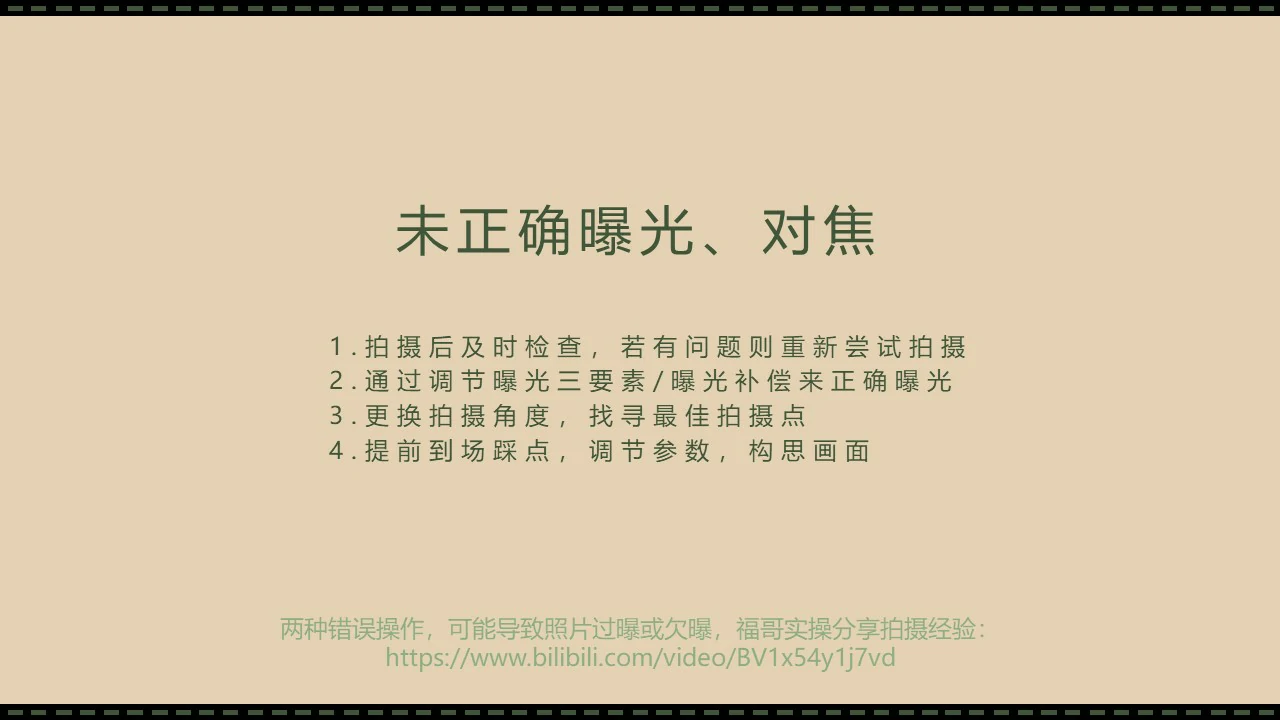 未正确曝光、对焦
1.拍摄后及时检查，若有问题则重新尝试拍摄
2.通过调节曝光三要素/曝光补偿来正确曝光
3.更换拍摄角度，找寻最佳拍摄点
4.提前到场踩点，调节参数，构思画面
两种错误操作，可能导致照片过曝或欠曝，福哥实操分享拍摄经验：
https://www.bilibili.com/video/BV1x54y1j7vd